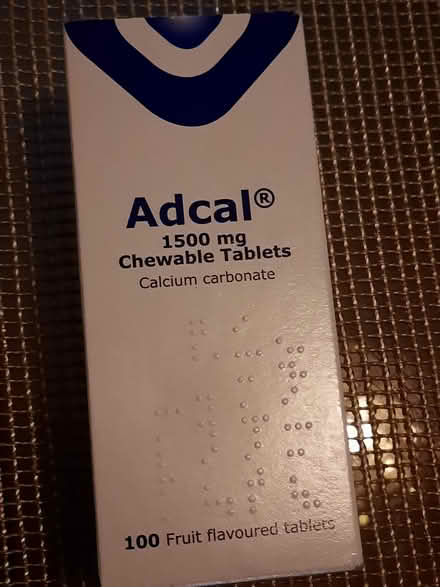 Adcal®
1500 mg
Chewable Tablets
Calcium carbonate
100 Fruit flavoured tablets